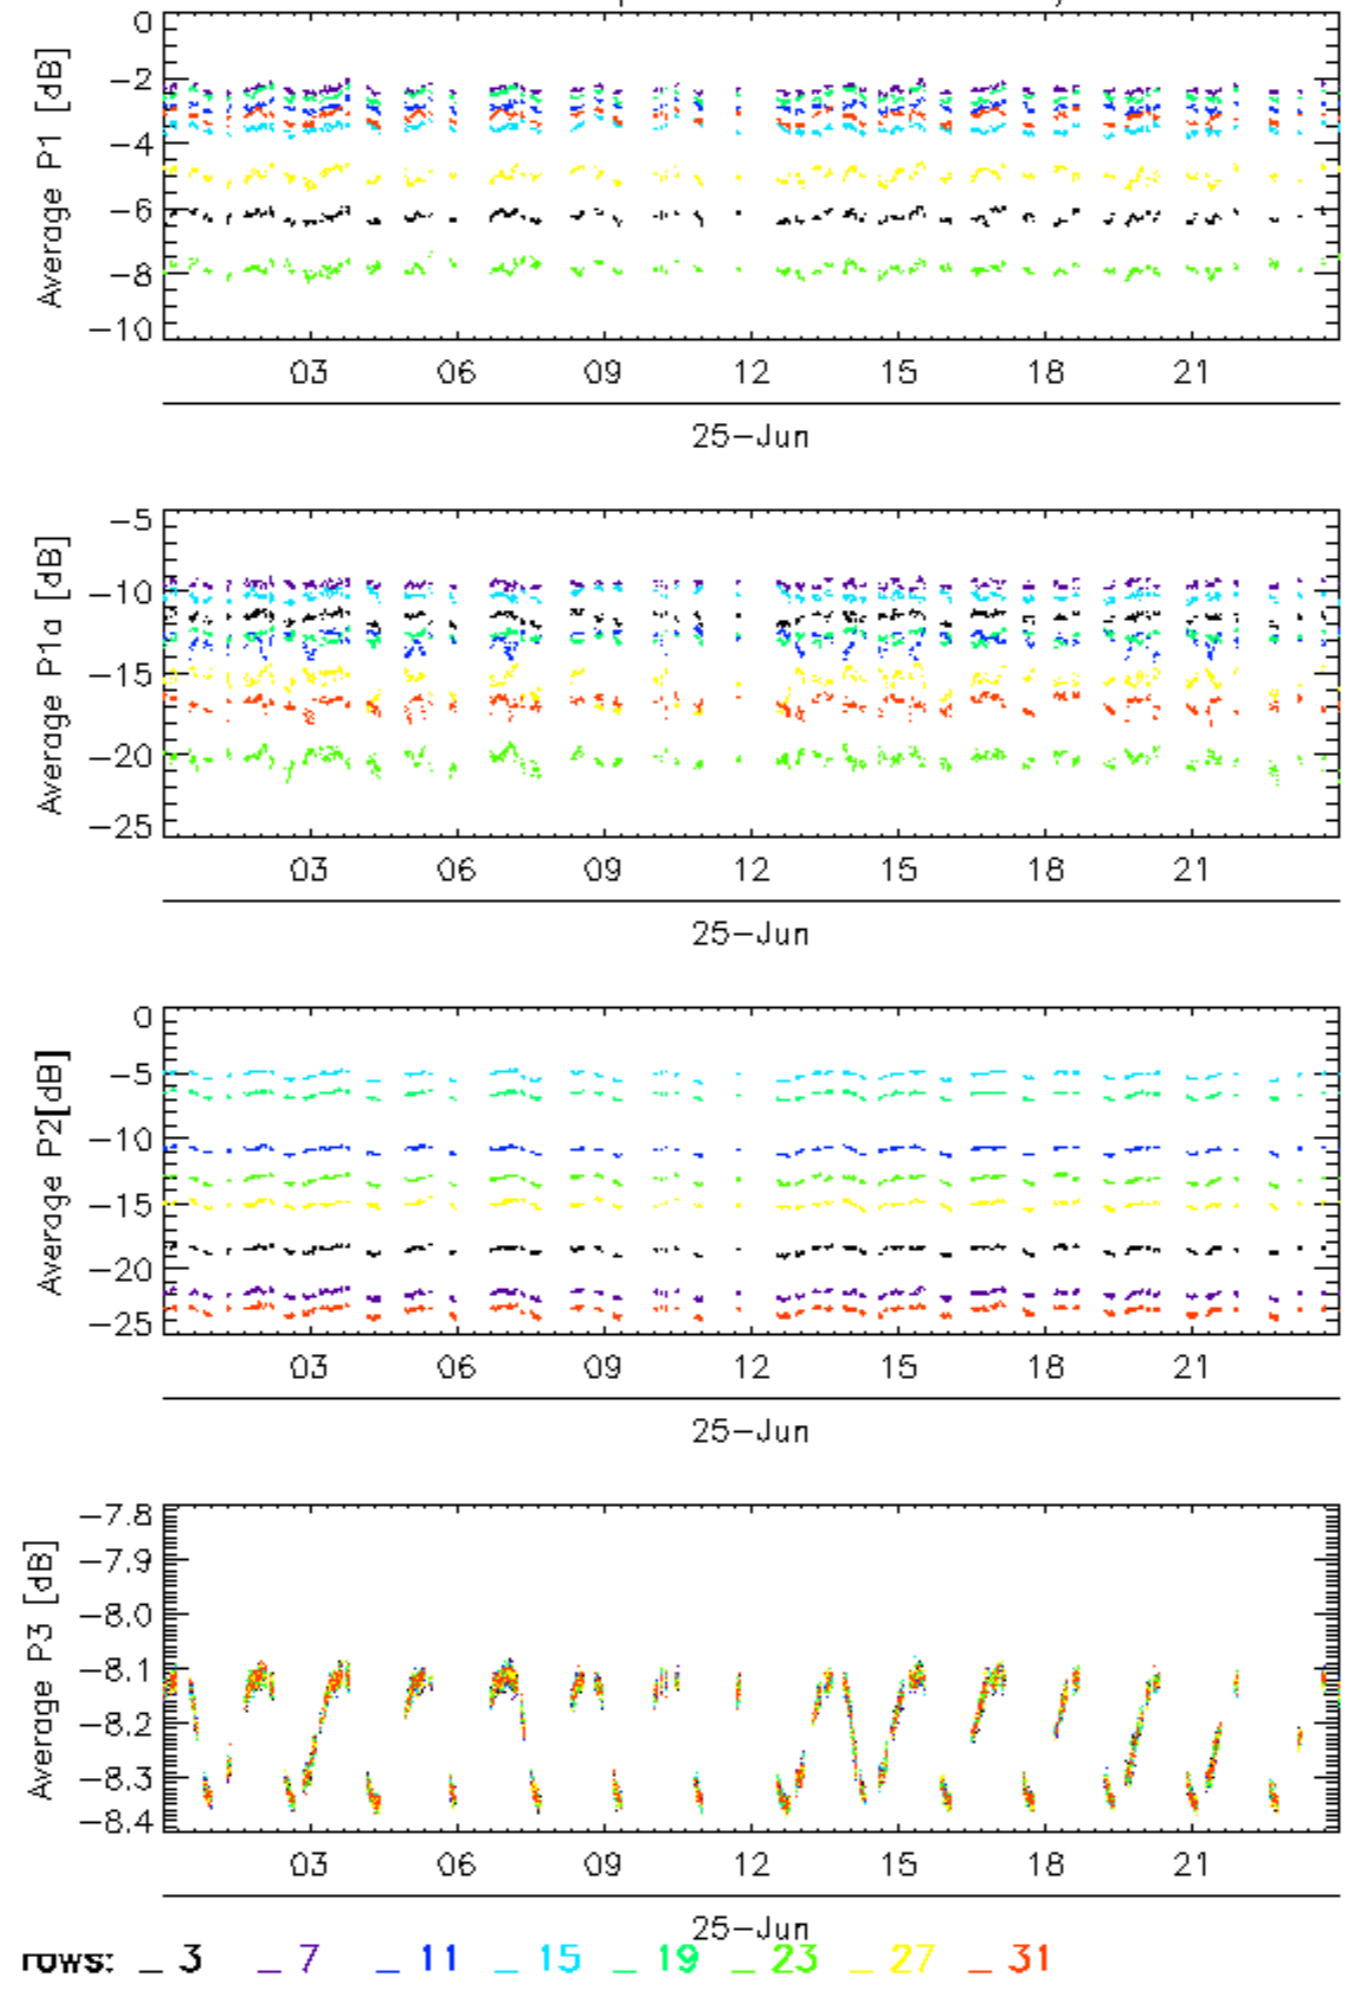 0
−2
−4
−6
−8
−10
Average P1 [dB]
03 06 09 12 15 18 21
25−Jun
−5
−10
−15
−20
−25
Average P1a [dB]
03 06 09 12 15 18 21
25−Jun
0
−5
−10
−15
−20
−25
Average P2[dB]
03 06 09 12 15 18 21
25−Jun
−7.8
−7.9
−8.0
−8.1
−8.2
−8.3
−8.4
Average P3 [dB]
03 06 09 12 15 18 21
25−Jun
rows: _ 3 _ 7 _ 11 _ 15 _ 19 _ 23 _ 27 _ 31